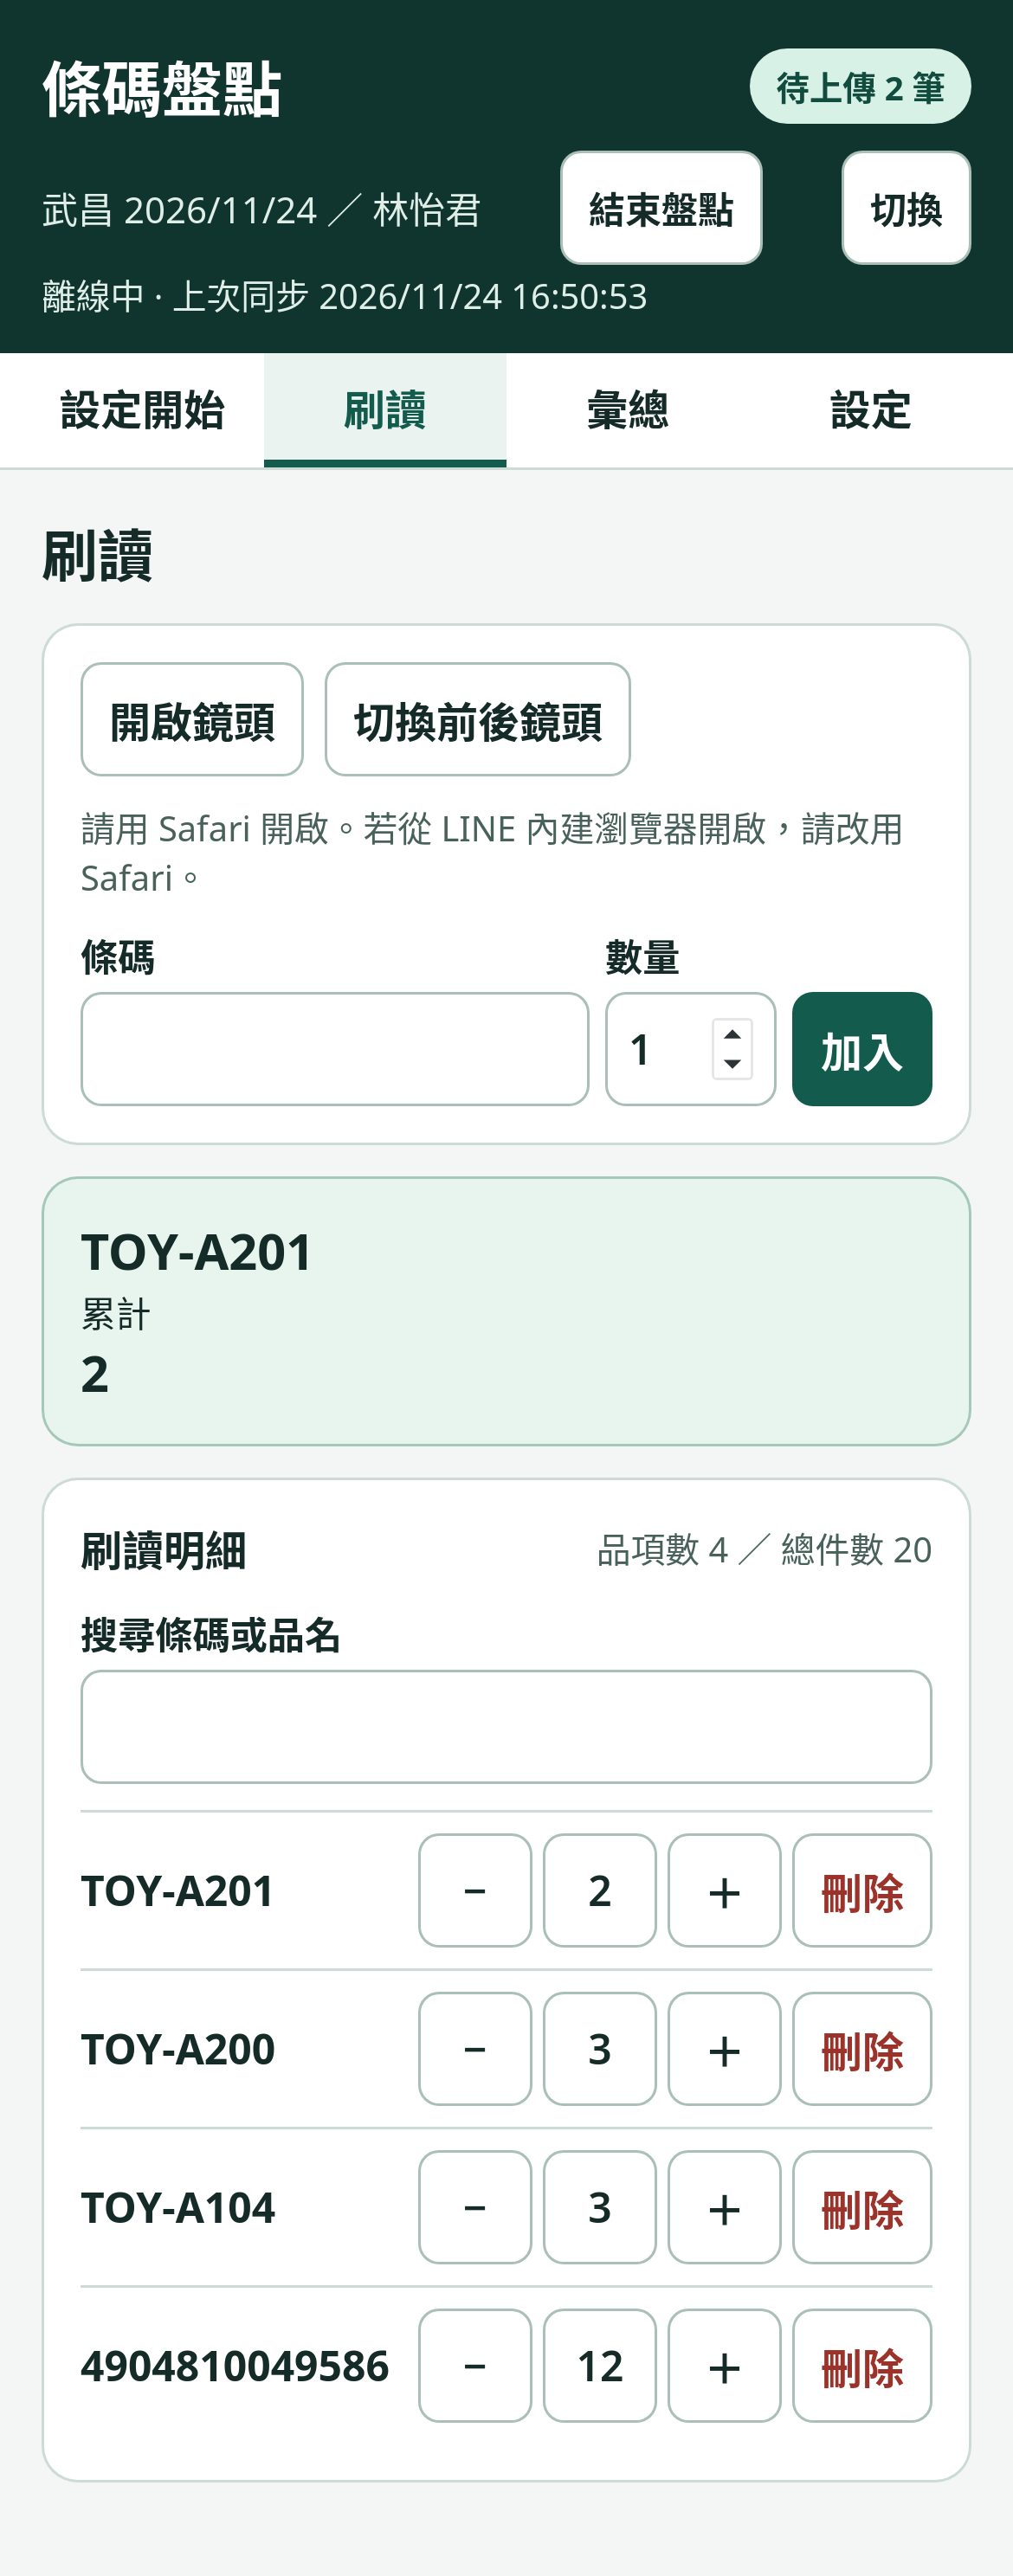 條碼盤點
待上傳 2 筆
武昌 2026/11/24 ／ 林怡君
結束盤點
切換
離線中 · 上次同步 2026/11/24 16:50:53
設定開始
刷讀
彙總
設定
刷讀
開啟鏡頭
切換前後鏡頭
請用 Safari 開啟。若從 LINE 內建瀏覽器開啟，請改用
Safari。
條碼
數量
1
加入
TOY-A201
累計
2
刷讀明細
品項數 4 ／ 總件數 20
搜尋條碼或品名
TOY-A201 − 2 ＋ 刪除
TOY-A200 − 3 ＋ 刪除
TOY-A104 − 3 ＋ 刪除
4904810049586 − 12 ＋ 刪除